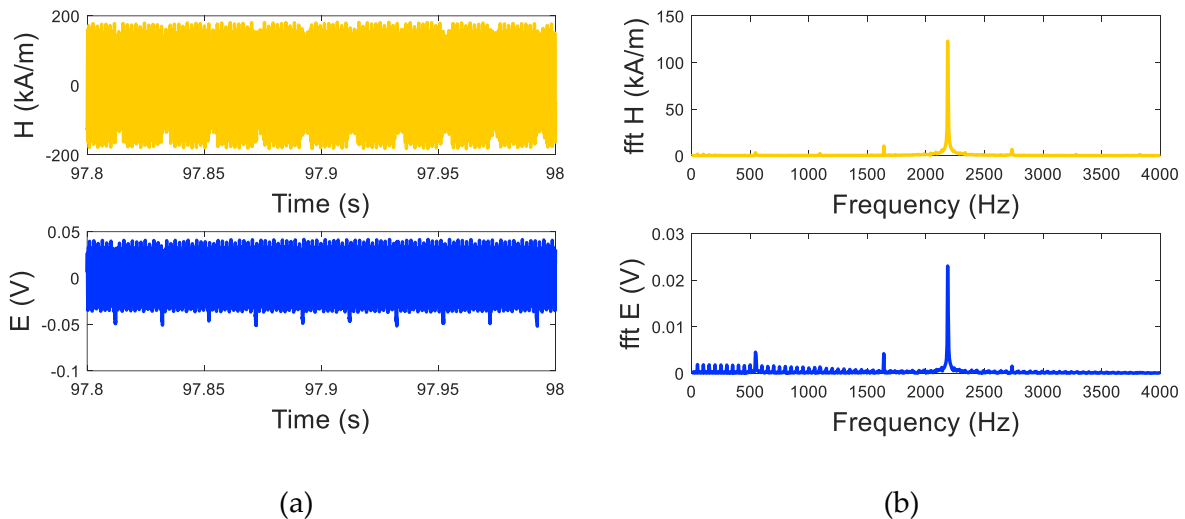 200
0
-200
H (kA/m)
97.8 97.85 97.9 97.95 98
Time (s)
0.05
0
-0.05
-0.1
E (V)
97.8 97.85 97.9 97.95 98
Time (s)
(a)
150
100
50
0
fft H (kA/m)
0 500 1000 1500 2000 2500 3000 3500 4000
Frequency (Hz)
0.03
0.02
0.01
0
fft E (V)
0 500 1000 1500 2000 2500 3000 3500 4000
Frequency (Hz)
(b)